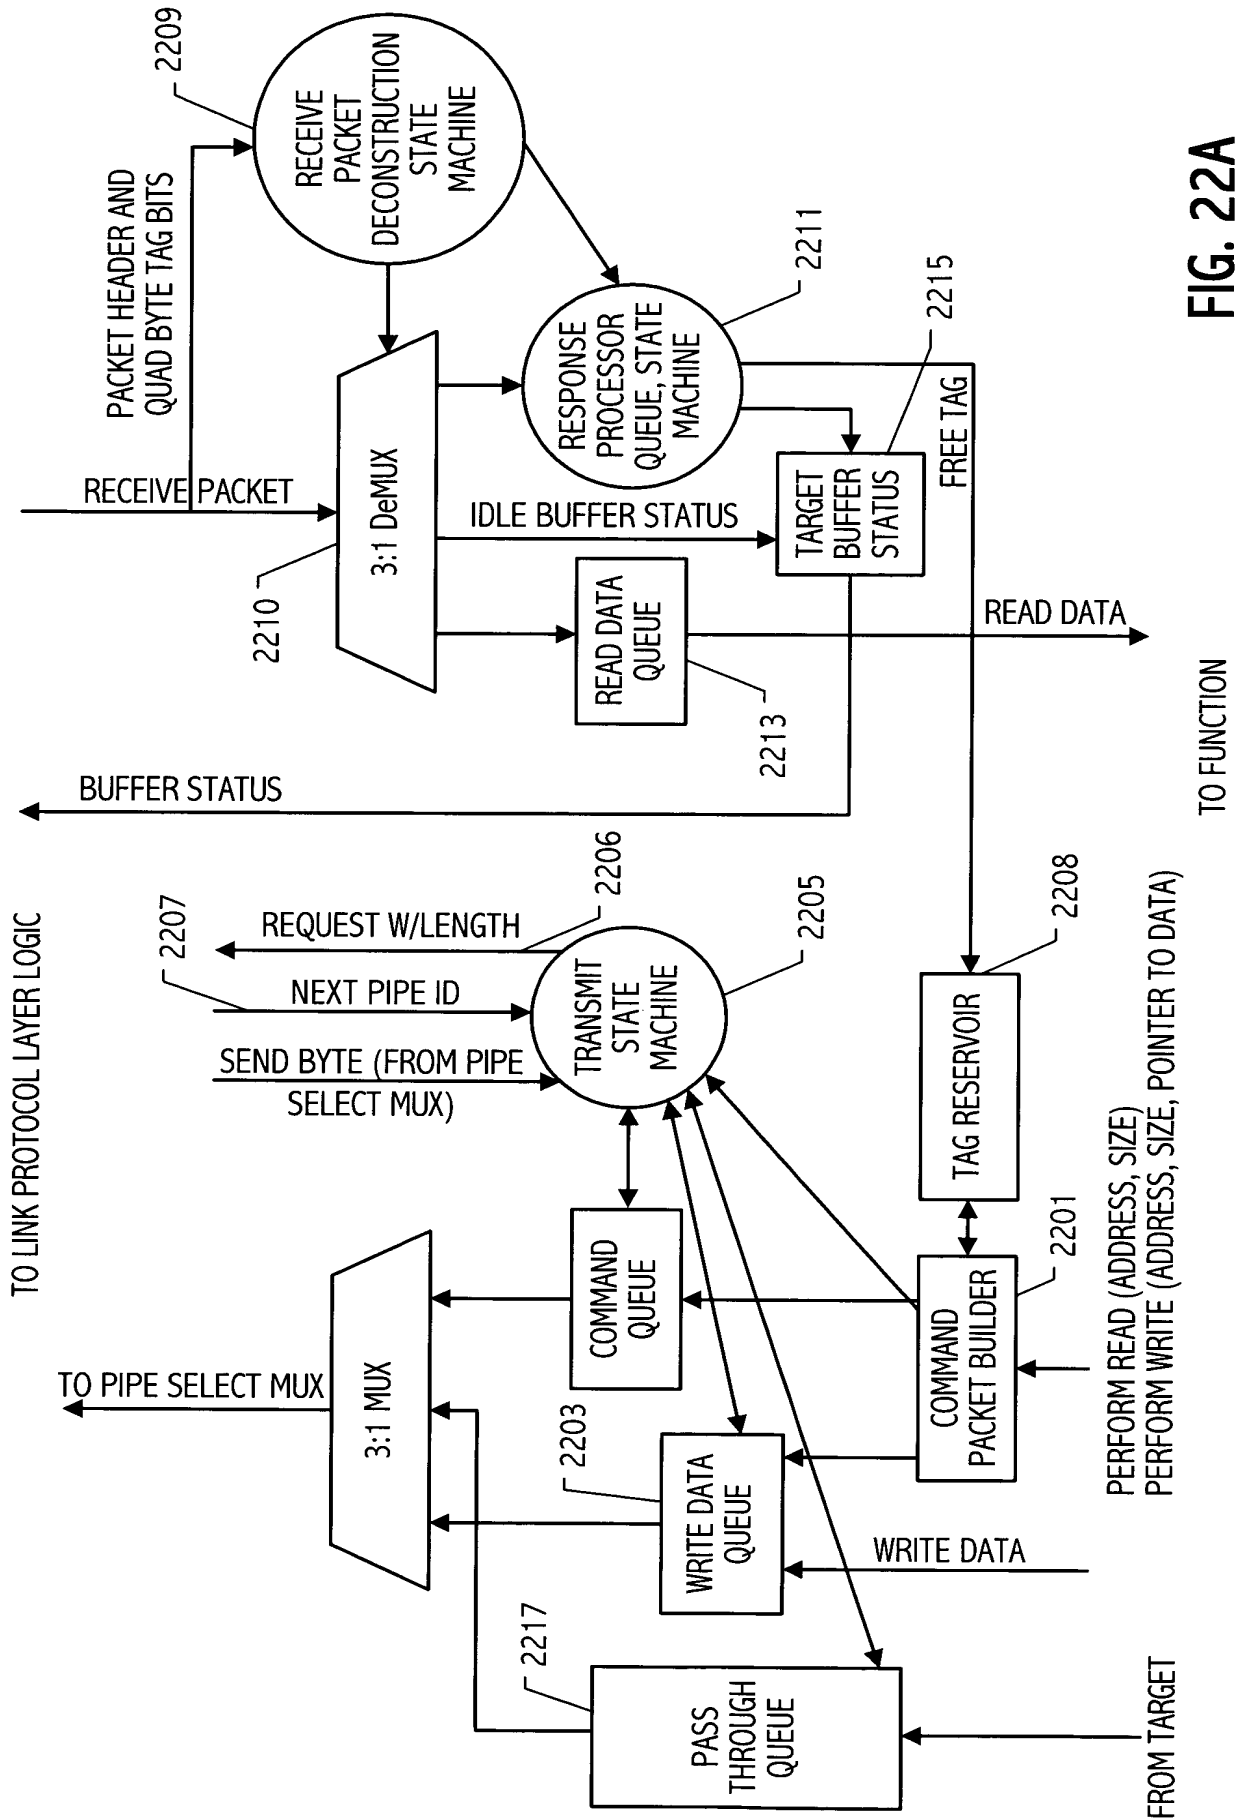 TO LINK PROTOCOL LAYER LOGIC
TO PIPE SELECT MUX
3:1 MUX
2217
PASS
THROUGH
QUEUE
FROM TARGET
2203
WRITE DATA
QUEUE
WRITE DATA
COMMAND
QUEUE
COMMAND
PACKET BUILDER
2201
PERFORM READ (ADDRESS, SIZE)
PERFORM WRITE (ADDRESS, SIZE, POINTER TO DATA)
SEND BYTE (FROM PIPE
SELECT MUX)
NEXT PIPE ID
2207
REQUEST W/LENGTH
2206
TRANSMIT
STATE
MACHINE
2205
TAG RESERVOIR
2208
BUFFER STATUS
RECEIVE PACKET
PACKET HEADER AND
QUAD BYTE TAG BITS
2209
RECEIVE
PACKET
DECONSTRUCTION
STATE
MACHINE
2210
3:1 DeMUX
IDLE BUFFER STATUS
READ DATA
QUEUE
2213
RESPONSE
PROCESSOR
QUEUE, STATE
MACHINE
2211
TARGET
BUFFER
STATUS
2215
FREE TAG
READ DATA
TO FUNCTION
FIG. 22A